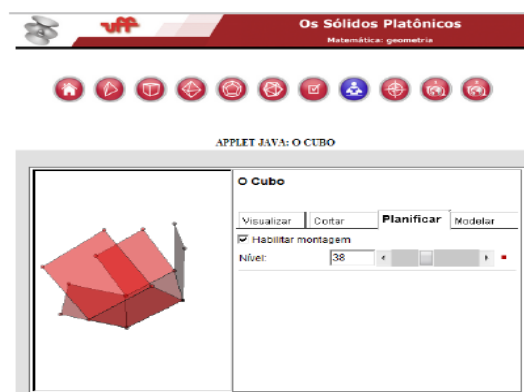 uff
Os Sólidos Platônicos
Matemática: geometria
APPLET JAVA: O CUBO
O Cubo
Visualizar Cortar Planificar Modelar
Habilitar montagem
Nível: 38